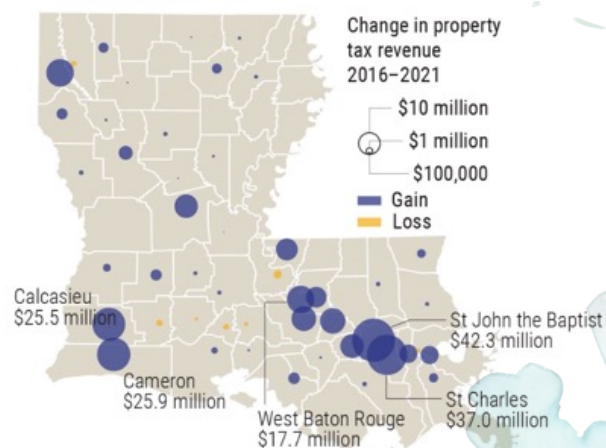 Change in property
tax revenue
2016–2021
$10 million
$1 million
$100,000
Gain
Loss
Calcasieu
$25.5 million
Cameron
$25.9 million
West Baton Rouge
$17.7 million
St John the Baptist
$42.3 million
St Charles
$37.0 million